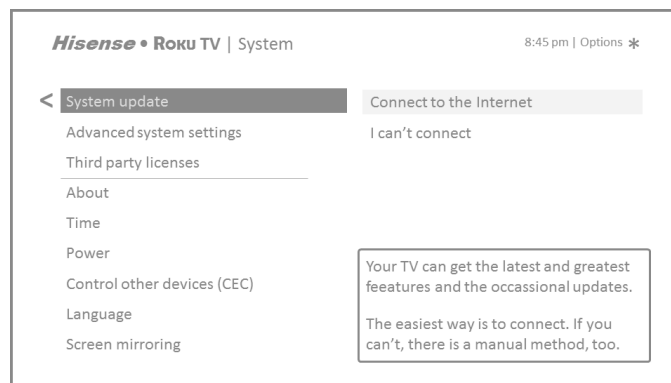 Hisense • ROKU TV | System
8:45 pm | Options *
< System update
Advanced system settings
Third party licenses
About
Time
Power
Control other devices (CEC)
Language
Screen mirroring
Connect to the Internet
I can't connect
Your TV can get the latest and greatest
feeatures and the occassional updates.
The easiest way is to connect. If you
can't, there is a manual method, too.